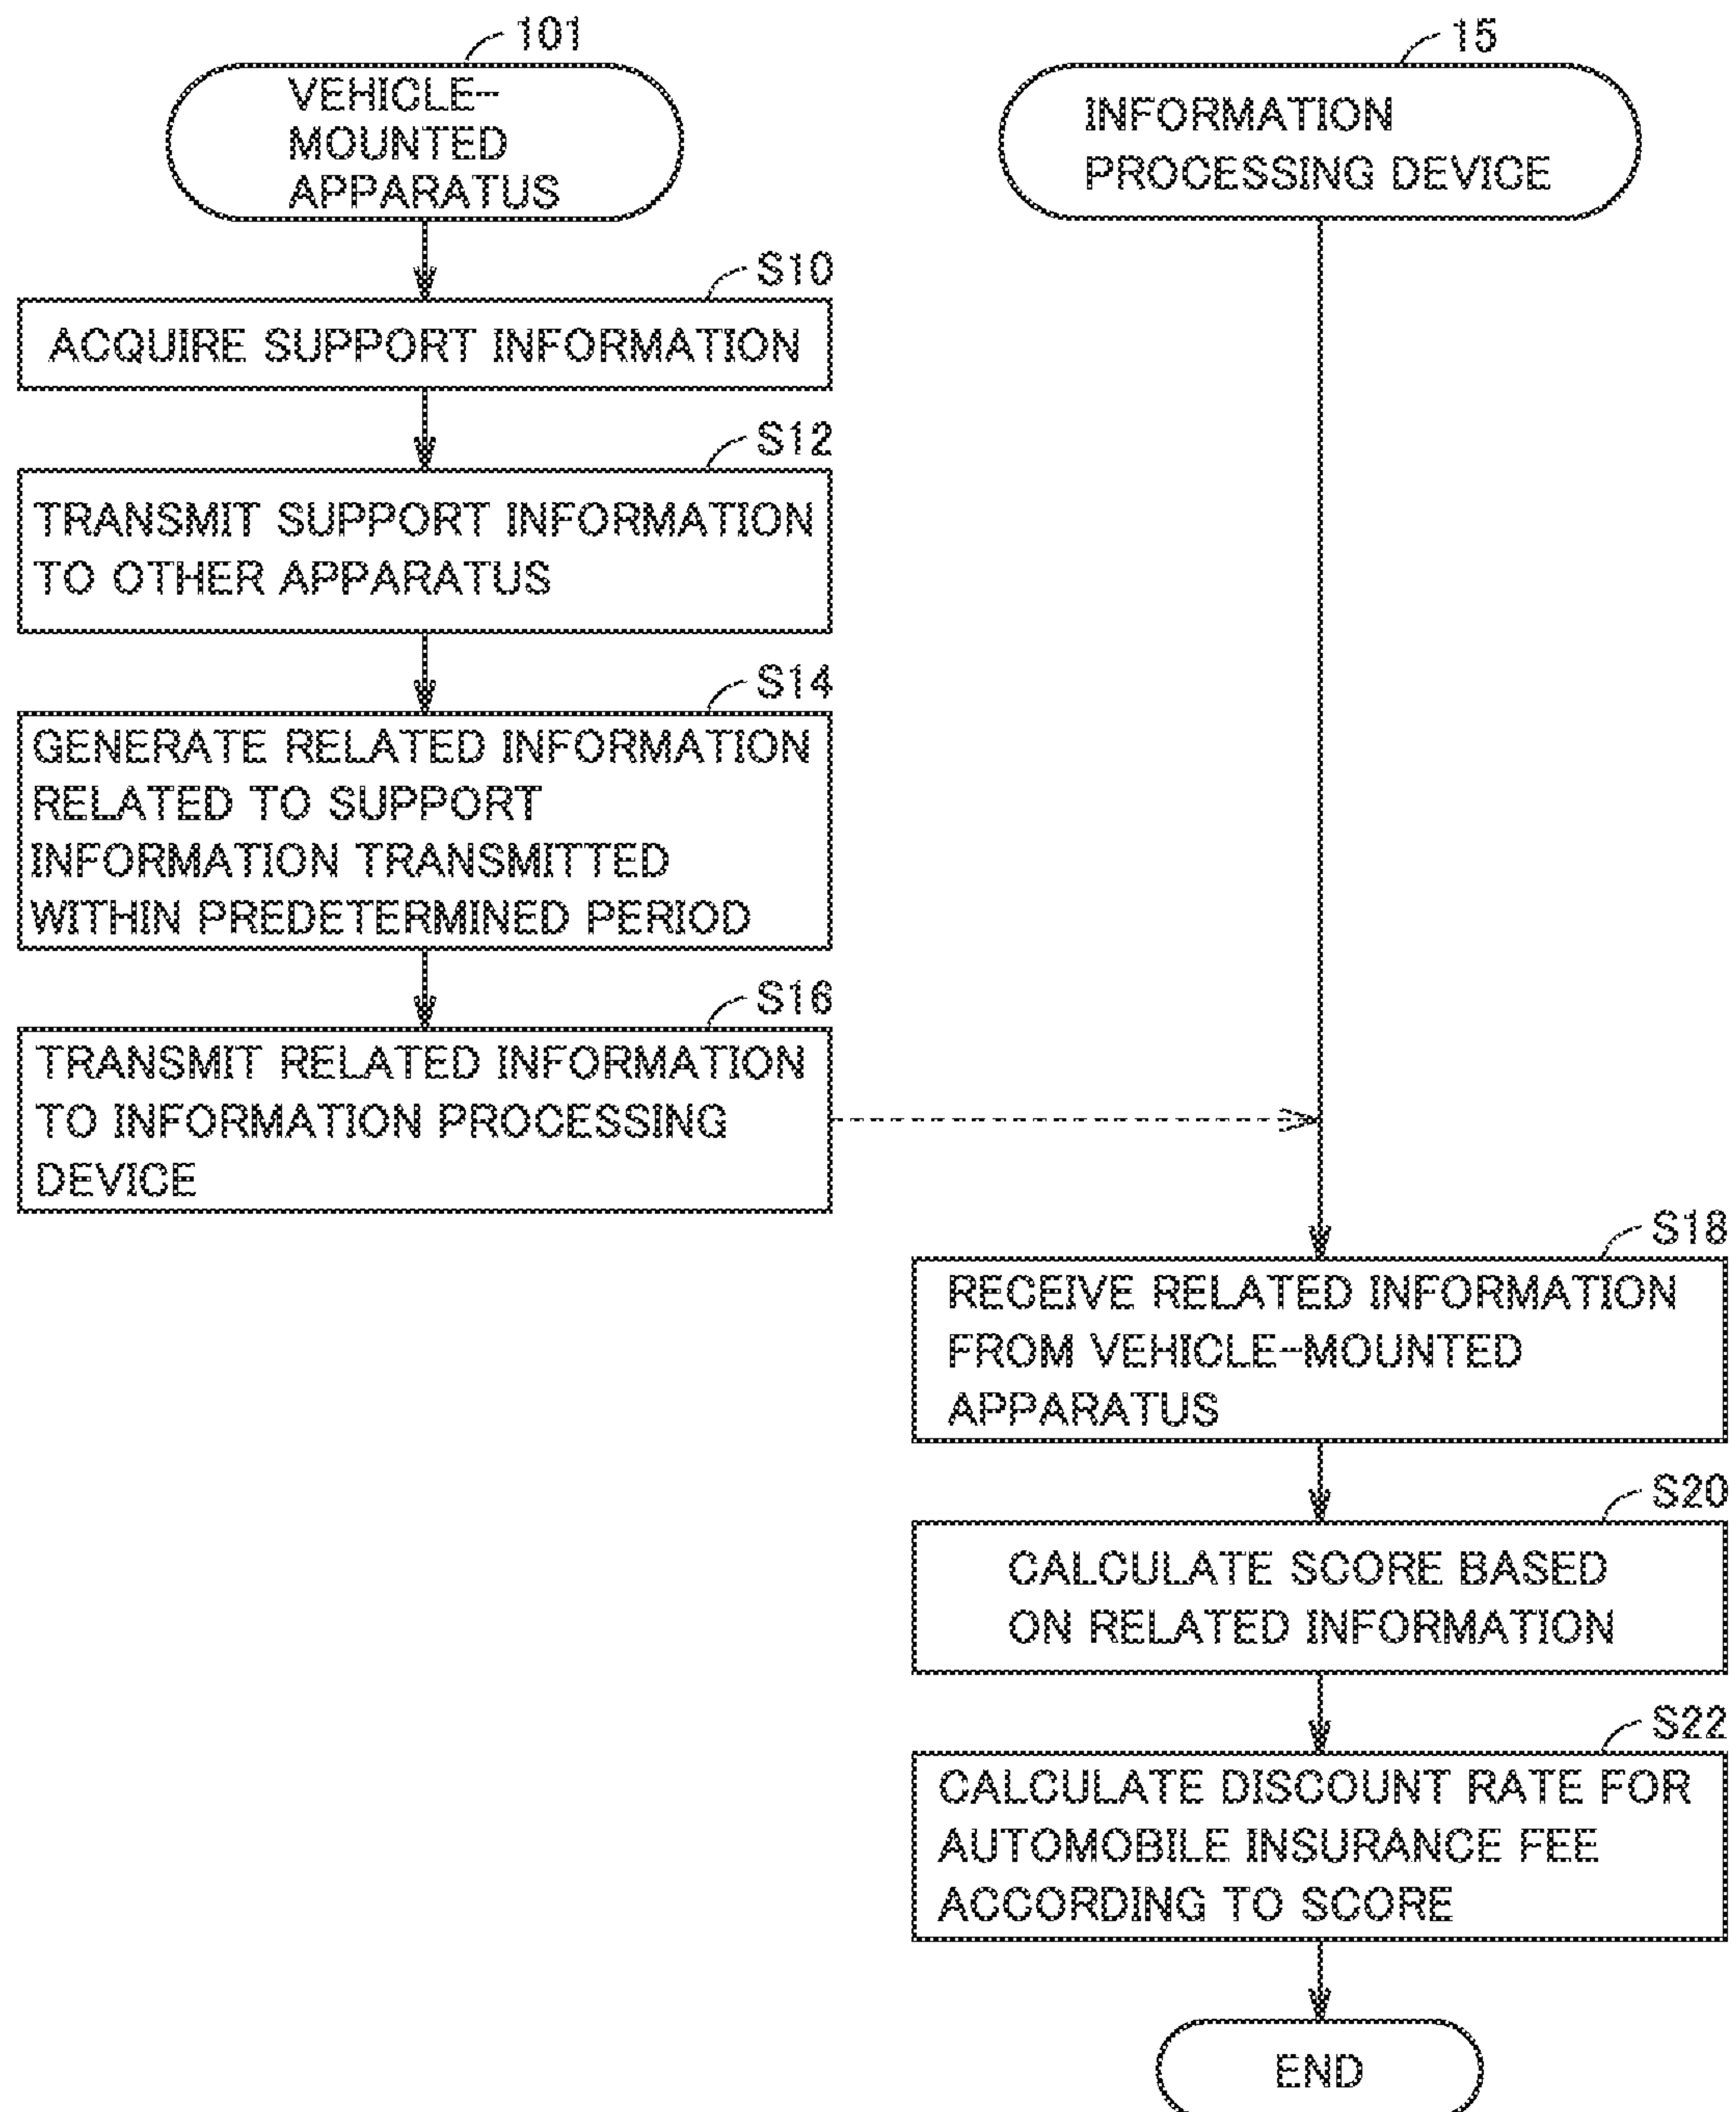 101
VEHICLE-
MOUNTED
APPARATUS
S10
ACQUIRE SUPPORT INFORMATION
S12
TRANSMIT SUPPORT INFORMATION
TO OTHER APPARATUS
S14
GENERATE RELATED INFORMATION
RELATED TO SUPPORT
INFORMATION TRANSMITTED
WITHIN PREDETERMINED PERIOD
S16
TRANSMIT RELATED INFORMATION
TO INFORMATION PROCESSING
DEVICE
15
INFORMATION
PROCESSING DEVICE
S18
RECEIVE RELATED INFORMATION
FROM VEHICLE-MOUNTED
APPARATUS
S20
CALCULATE SCORE BASED
ON RELATED INFORMATION
S22
CALCULATE DISCOUNT RATE FOR
AUTOMOBILE INSURANCE FEE
ACCORDING TO SCORE
END